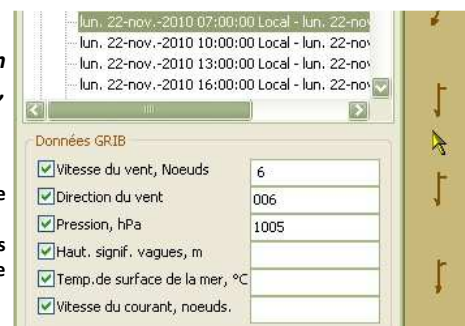 lun. 22-nov.-2010 07:00:00 Local - lun. 22-nov
lun. 22-nov.-2010 10:00:00 Local - lun. 22-nov
lun. 22-nov.-2010 13:00:00 Local - lun. 22-nov
lun. 22-nov.-2010 16:00:00 Local - lun. 22-nov
Données GRIB
Vitesse du vent, Noeuds 6
Direction du vent 006
Pression, hPa 1005
Haut. signif. vagues, m
Temp.de surface de la mer, °C
Vitesse du courant, noeuds.